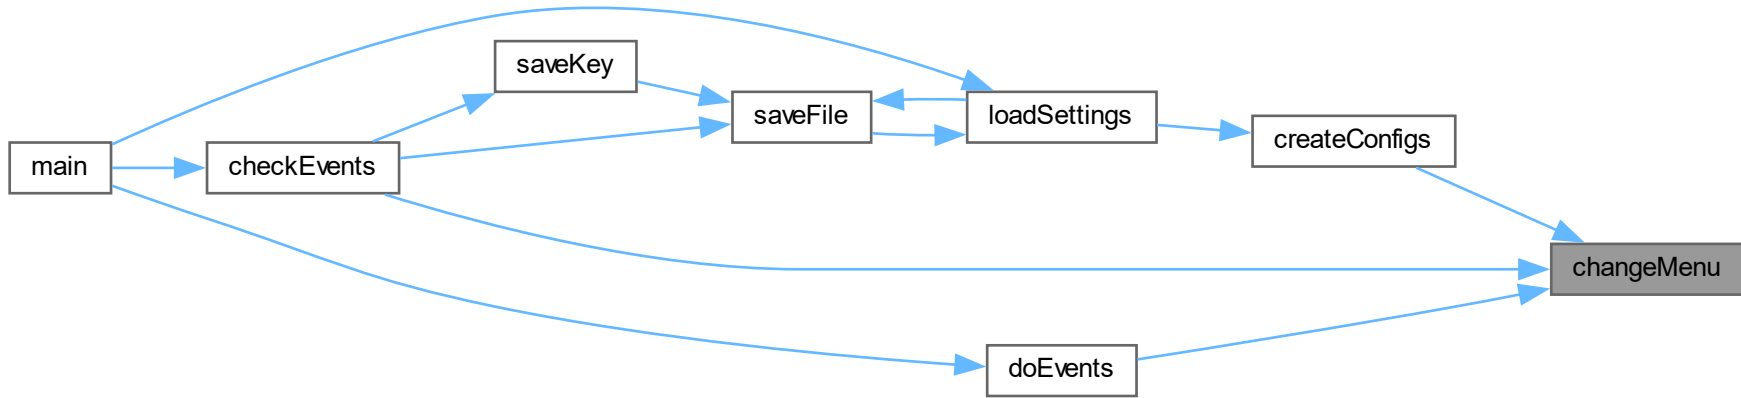 main
checkEvents
saveKey
saveFile
loadSettings
createConfigs
changeMenu
doEvents